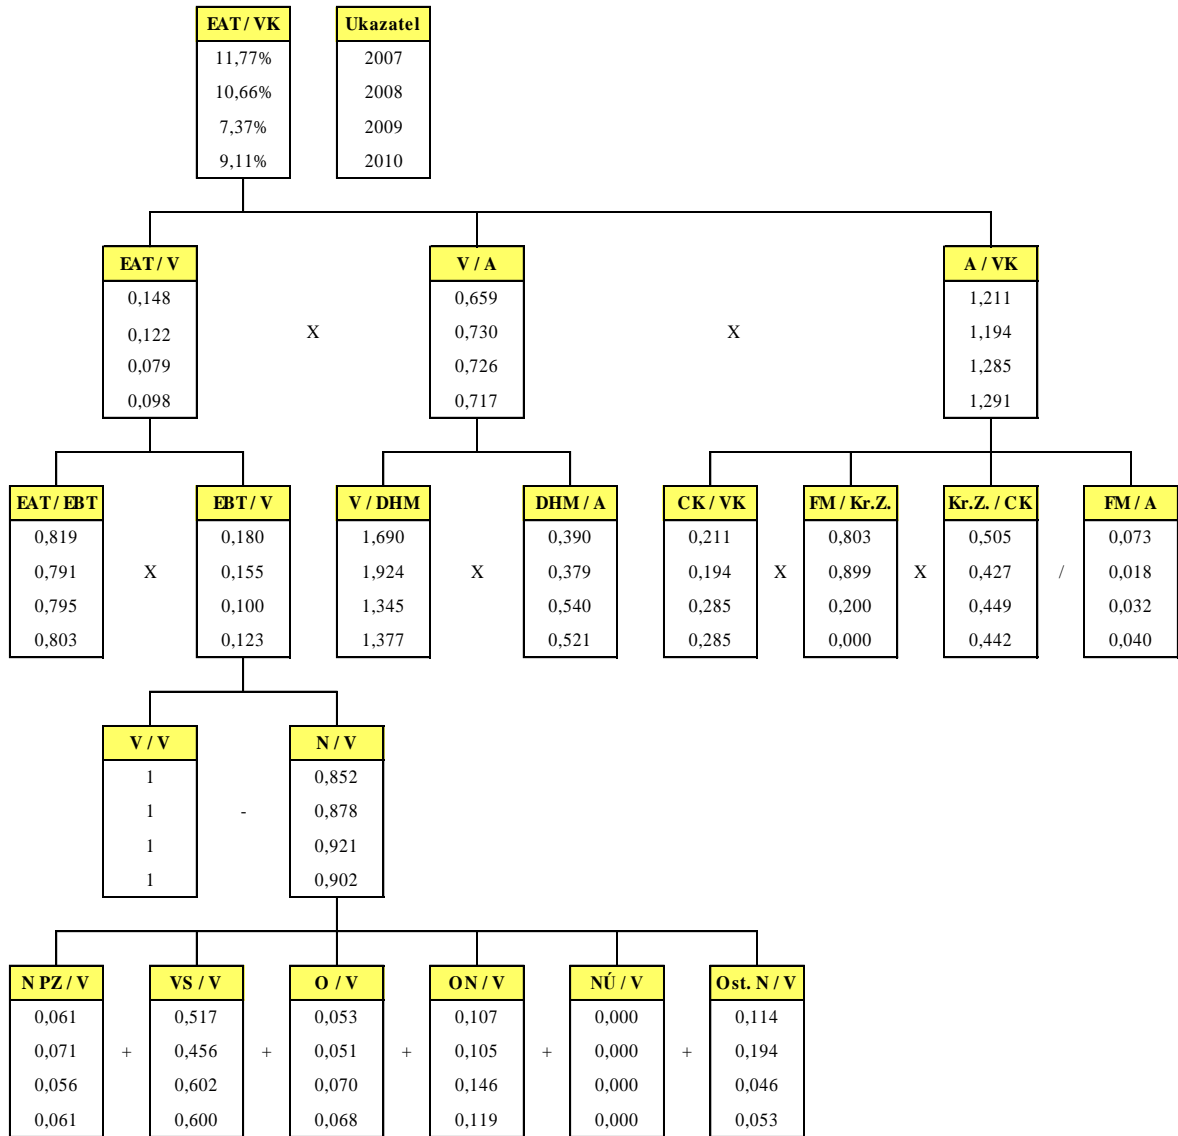 EAT / VK Ukazatel
11,77% 2007
10,66% 2008
7,37% 2009
9,11% 2010
EAT / V V / A A / VK
0,148 0,659 1,211
0,122 X 0,730 X 1,194
0,079 0,726 1,285
0,098 0,717 1,291
EAT / EBT EBT / V V / DHM DHM / A CK / VK FM / Kr.Z. Kr.Z. / CK FM / A
0,819 0,180 1,690 0,390 0,211 0,803 0,505 0,073
0,791 X 0,155 1,924 X 0,379 0,194 X 0,899 X 0,427 / 0,018
0,795 0,100 1,345 0,540 0,285 0,200 0,449 0,032
0,803 0,123 1,377 0,521 0,285 0,000 0,442 0,040
V / V N / V
1 0,852
1 - 0,878
1 0,921
1 0,902
N PZ / V VS / V O / V ON / V NÚ / V Ost. N / V
0,061 0,517 0,053 0,107 0,000 0,114
0,071 + 0,456 + 0,051 + 0,105 + 0,000 + 0,194
0,056 0,602 0,070 0,146 0,000 0,046
0,061 0,600 0,068 0,119 0,000 0,053